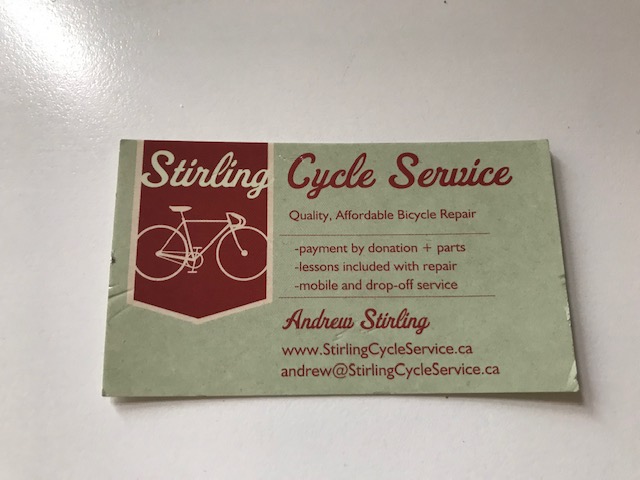 Stirling Cycle Service
Quality, Affordable Bicycle Repair
-payment by donation + parts
-lessons included with repair
-mobile and drop-off service
Andrew Stirling
www.StirlingCycleService.ca
andrew@StirlingCycleService.ca